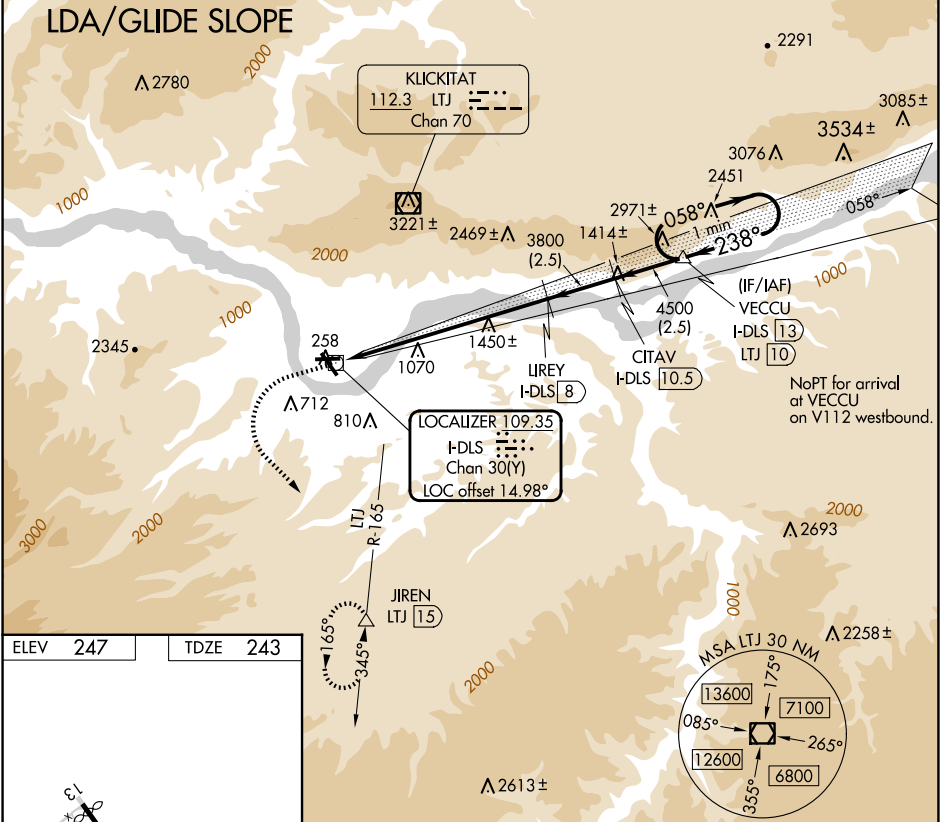 LDA/GLIDE SLOPE
2291
2000
2780
KLICKITAT
112.3 LTJ
Chan 70
3085±
3534±
3076
2451
1000
3221±
2971±
058°
1 min
238°
058°
2469±
3800
(2.5)
1414±
2000
1000
4500
(2.5)
(IF/IAF)
VECCU
I-DLS 13
LTJ 10
1000
2345
258
1070
1450±
LIREY
I-DLS 8
CITAV
I-DLS 10.5
NoPT for arrival
at VECCU
on V112 westbound.
712
810
LOCALIZER 109.35
I-DLS
Chan 30(Y)
LOC offset 14.98°
3000
2000
LTJ
R-165
2000
2693
1000
JIREN
LTJ 15
165°
345°
2000
2258±
ELEV 247
TDZE 243
MSA LTJ 30 NM
13600
175°
7100
085°
265°
12600
355°
6800
2613±
13